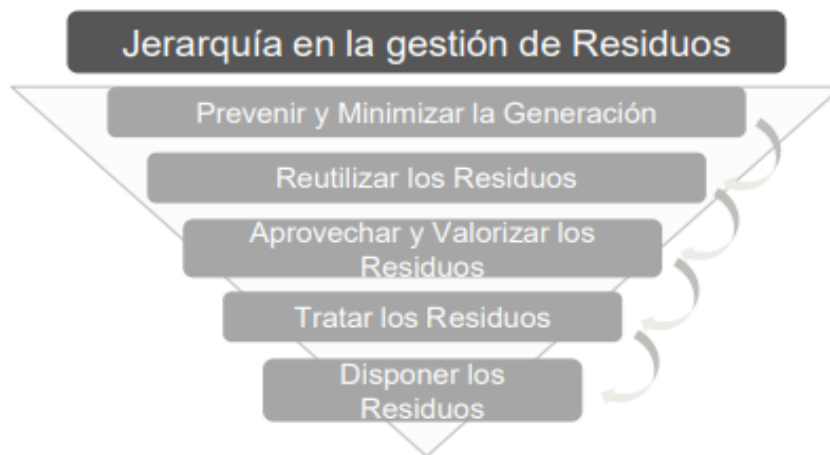 Jerarquía en la gestión de Residuos
Prevenir y Minimizar la Generación
Reutilizar los Residuos
Aprovechar y Valorizar los
Residuos
Tratar los Residuos
Disponer los
Residuos